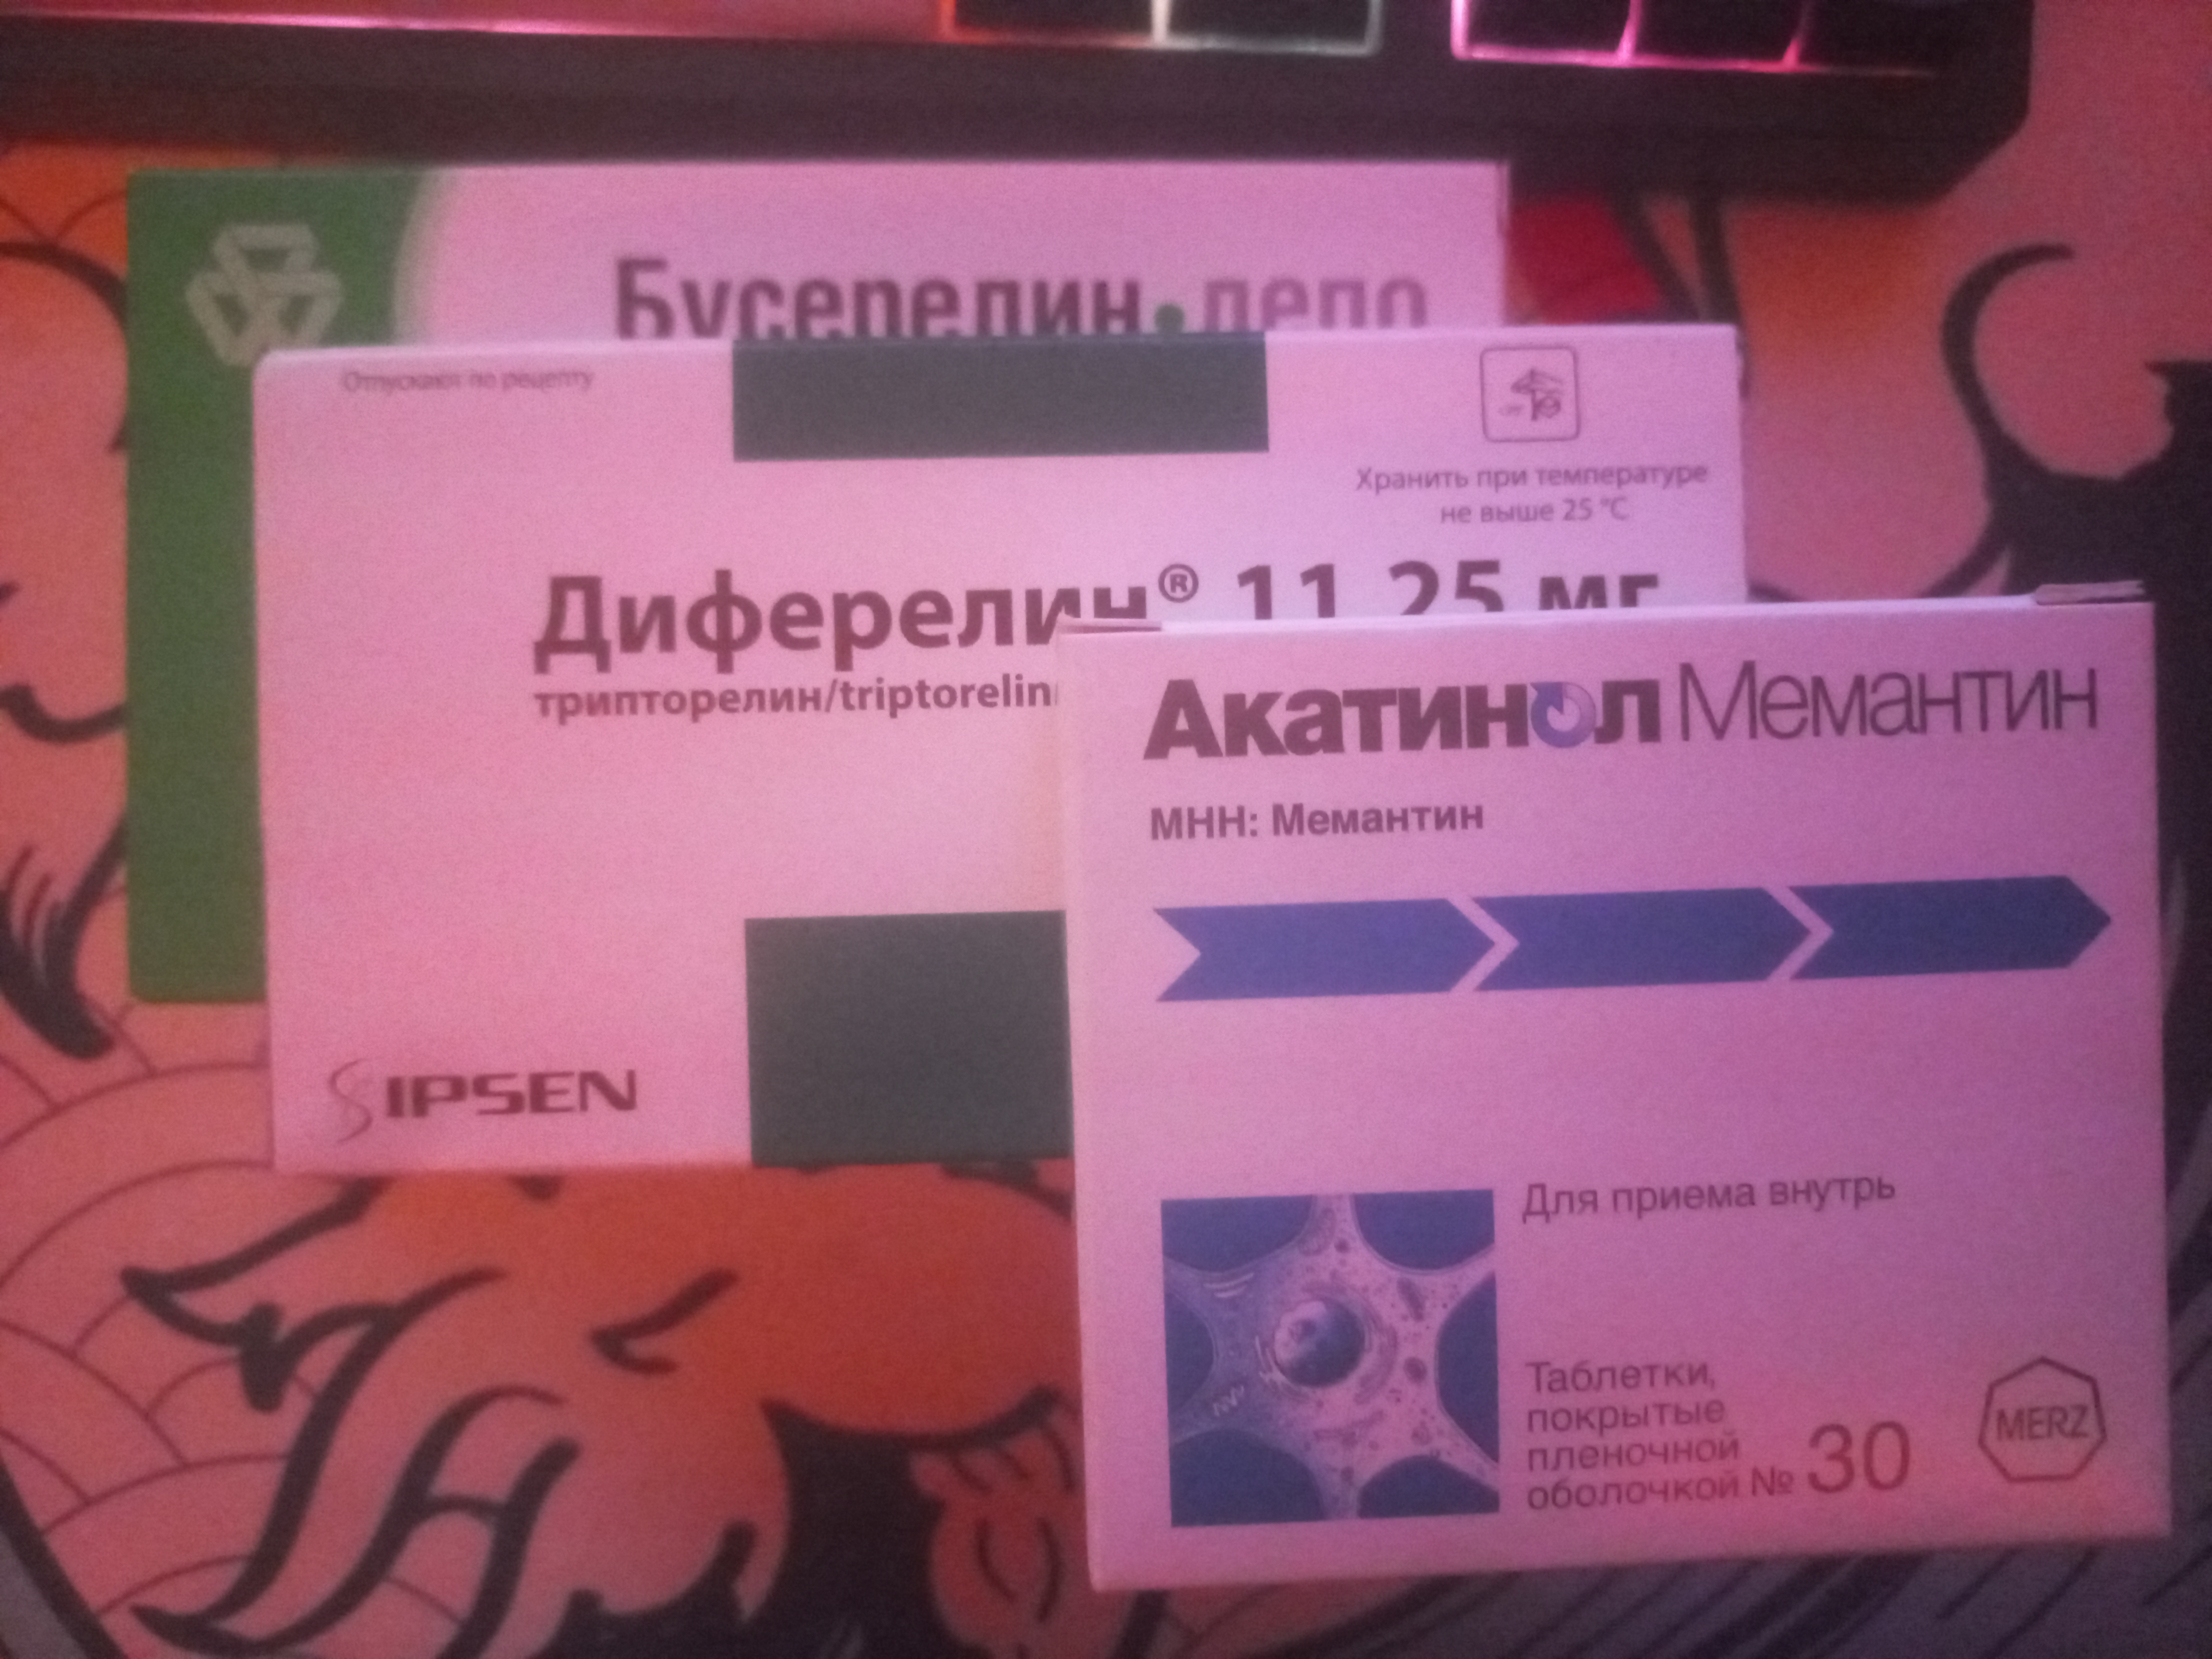 Бусерелин•депо
Отпускают по рецепту
Хранить при температуре
не выше 25 °C
Диферелин® 11,25 мг
трипторелин/triptorelin
IPSEN
Акатинол Мемантин
МНН: Мемантин
Для приема внутрь
Таблетки,
покрытые
пленочной
оболочкой № 30
MERZ